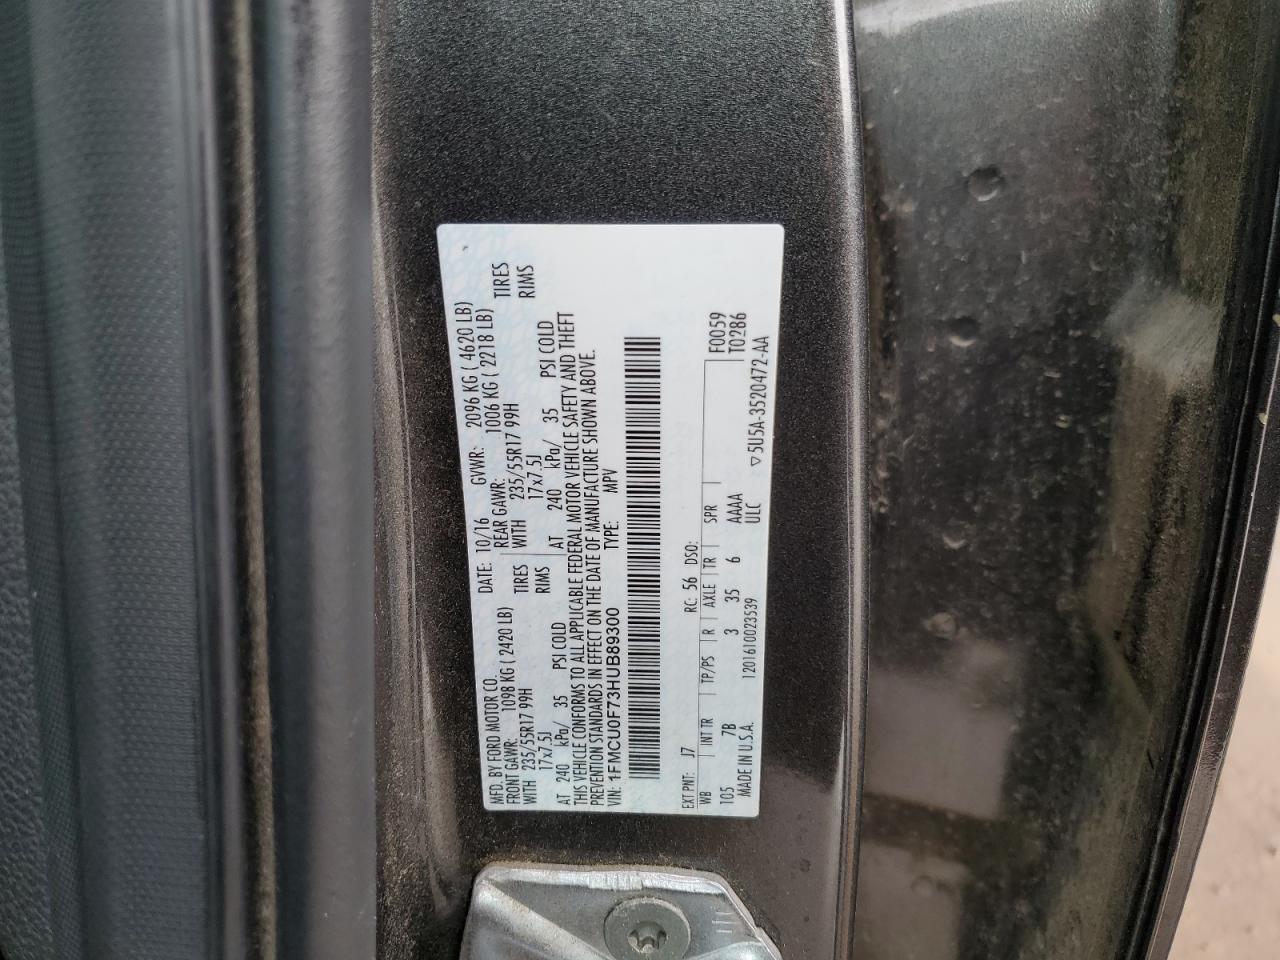 MFD. BY FORD MOTOR CO. DATE: 10/16 GVWR: 2096 KG ( 4620 LB)
FRONT GAWR: 1098 KG ( 2420 LB) REAR GAWR: 1006 KG ( 2218 LB)
WITH 235/55R17 99H TIRES WITH 235/55R17 99H TIRES
17x7.5J RIMS 17x7.5J RIMS
AT 240 kPa/ 35 PSI COLD AT 240 kPa/ 35 PSI COLD
THIS VEHICLE CONFORMS TO ALL APPLICABLE FEDERAL MOTOR VEHICLE SAFETY AND THEFT
PREVENTION STANDARDS IN EFFECT ON THE DATE OF MANUFACTURE SHOWN ABOVE.
VIN: 1FMCU0F73HUB89300 TYPE: MPV
EXT PNT: J7 RC: 56 DSO: F0059
WB INT TR TP/PS R AXLE TR SPR T0286
105 7B 3 35 6 AAAA ▽5U5A-3520472-AA
MADE IN U.S.A. 1201610023539 ULC